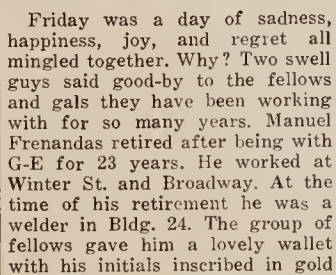 Friday was a day of sadness,
happiness, joy, and regret all
mingled together. Why? Two swell
guys said good-by to the fellows
and gals they have been working
with for so many years. Manuel
Frenandas retired after being with
G-E for 23 years. He worked at
Winter St. and Broadway. At the
time of his retirement he was a
welder in Bldg. 24. The group of
fellows gave him a lovely wallet
with his initials inscribed in gold